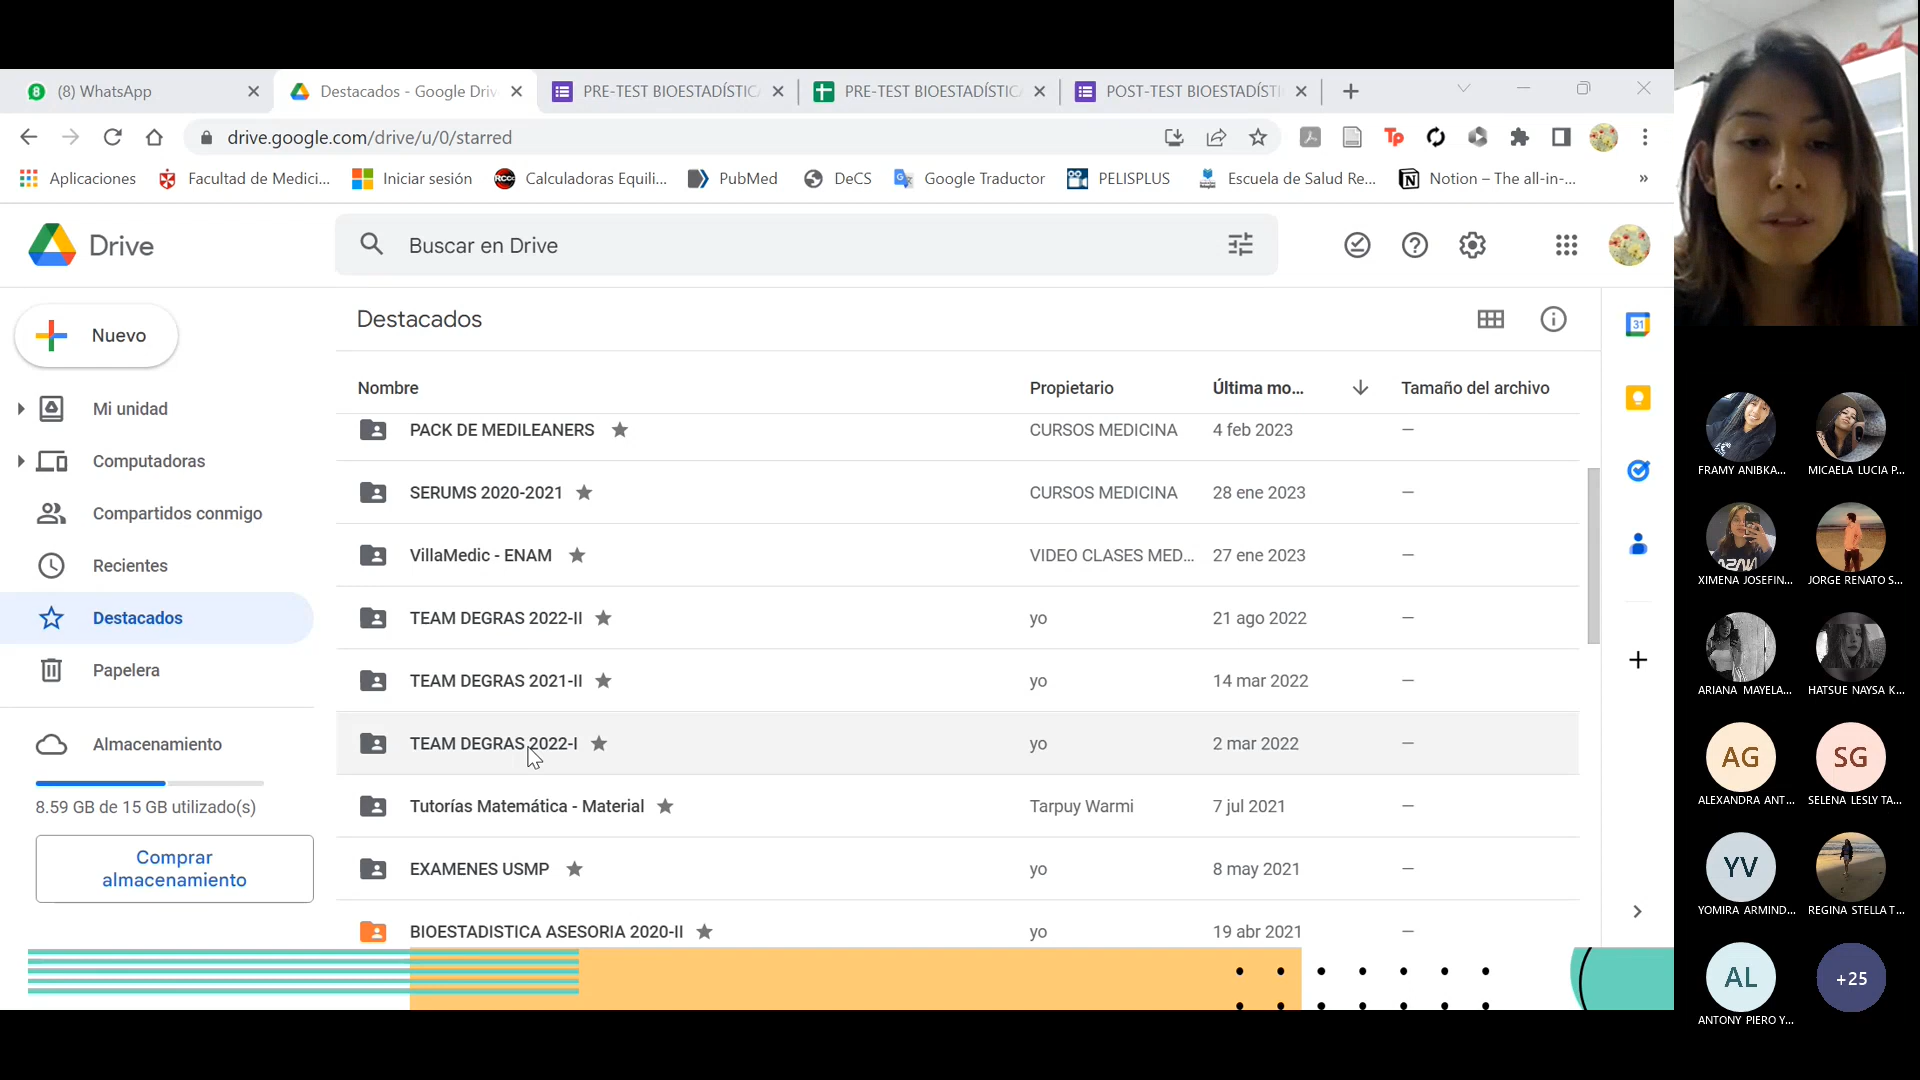 (8) WhatsApp
Destacados - Google Driv
PRE-TEST BIOESTADÍSTICA
PRE-TEST BIOESTADÍSTICA
POST-TEST BIOESTADÍSTI
drive.google.com/drive/u/0/starred
Aplicaciones
Facultad de Medici...
Iniciar sesión
Calculadoras Equili...
PubMed
DeCS
Google Traductor
PELISPLUS
Escuela de Salud Re...
Notion – The all-in-...
»
Drive
Buscar en Drive
Nuevo
Destacados
Nombre
Propietario
Última mo...
Tamaño del archivo
Mi unidad
Computadoras
Compartidos conmigo
Recientes
Destacados
Papelera
Almacenamiento
8.59 GB de 15 GB utilizado(s)
Comprar
almacenamiento
PACK DE MEDILEANERS CURSOS MEDICINA 4 feb 2023 —
SERUMS 2020-2021 CURSOS MEDICINA 28 ene 2023 —
VillaMedic - ENAM VIDEO CLASES MED... 27 ene 2023 —
TEAM DEGRAS 2022-II yo 21 ago 2022 —
TEAM DEGRAS 2021-II yo 14 mar 2022 —
TEAM DEGRAS 2022-I yo 2 mar 2022 —
Tutorías Matemática - Material Tarpuy Warmi 7 jul 2021 —
EXAMENES USMP yo 8 may 2021 —
BIOESTADISTICA ASESORIA 2020-II yo 19 abr 2021 —
31
FRAMY ANIBKA...
MICAELA LUCIA P...
XIMENA JOSEFIN...
JORGE RENATO S...
ARIANA MAYELA...
HATSUE NAYSA K...
AG
SG
ALEXANDRA ANT...
SELENA LESLY TA...
YV
YOMIRA ARMIND...
REGINA STELLA T...
AL
+25
ANTONY PIERO Y...